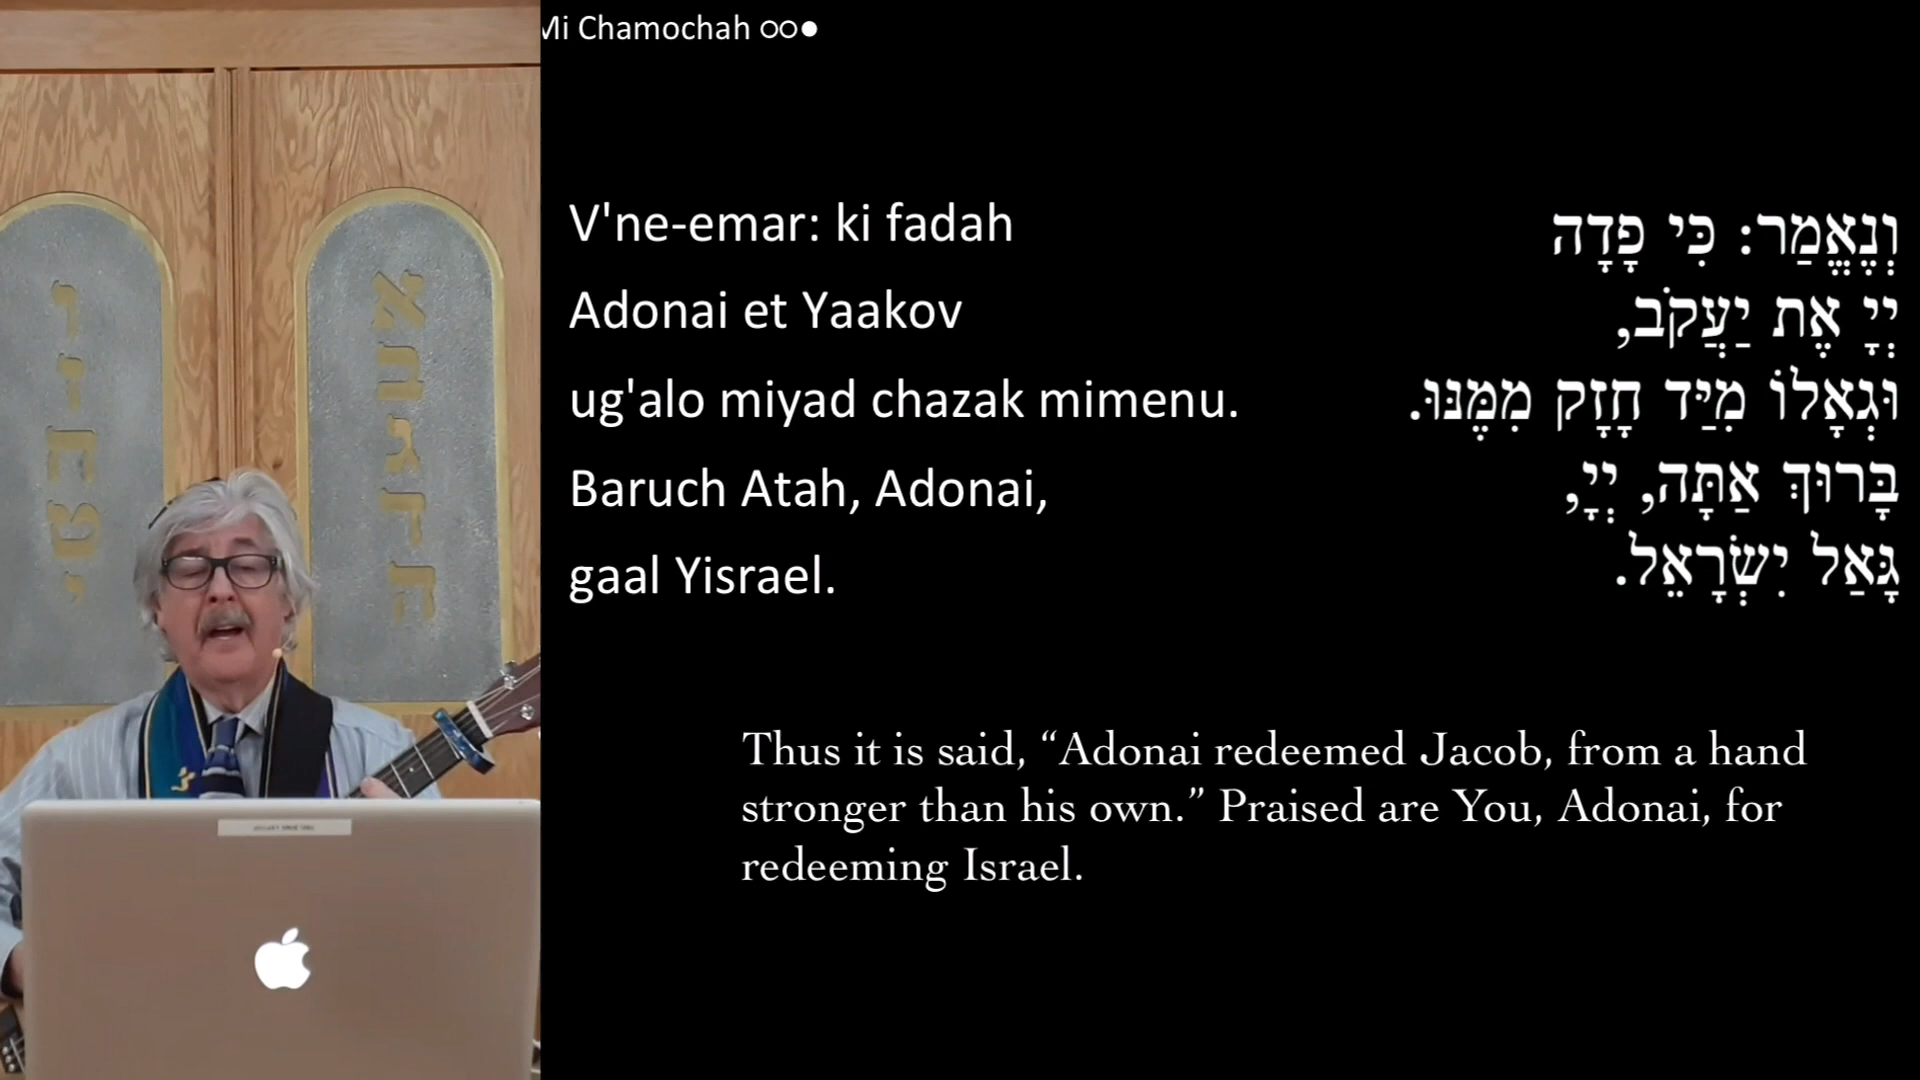 Mi Chamochah ○○●
V'ne-emar: ki fadah
Adonai et Yaakov
ug'alo miyad chazak mimenu.
Baruch Atah, Adonai,
gaal Yisrael.
וְנֶאֱמַר: כִּי פָדָה
יְיָ אֶת יַעֲקֹב,
וּגְאָלוֹ מִיַּד חָזָק מִמֶּנּוּ.
בָּרוּךְ אַתָּה, יְיָ,
גָּאַל יִשְׂרָאֵל.
Thus it is said, “Adonai redeemed Jacob, from a hand
stronger than his own.” Praised are You, Adonai, for
redeeming Israel.
א
ב
ג
ד
ה
ו
ז
ח
ט
י